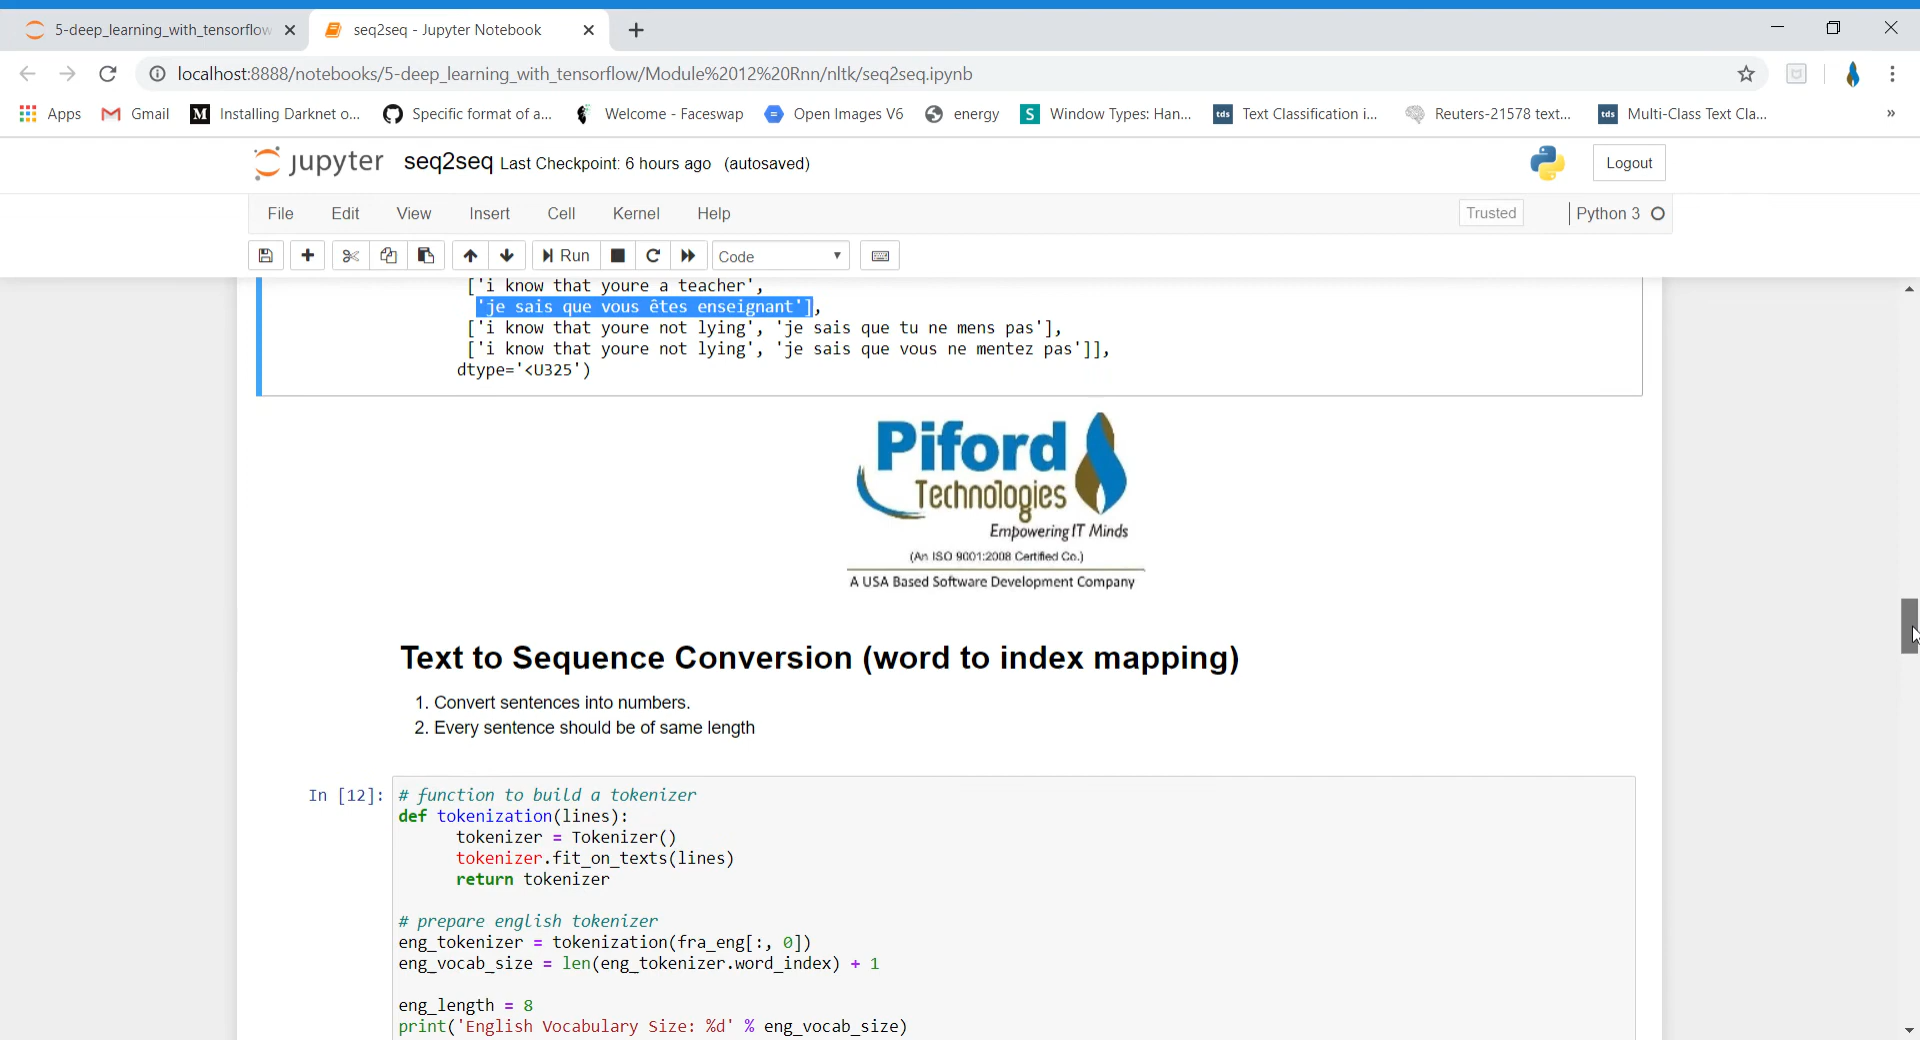 5-deep_learning_with_tensorflow
seq2seq - Jupyter Notebook
localhost:8888/notebooks/5-deep_learning_with_tensorflow/Module%2012%20Rnn/nltk/seq2seq.ipynb
Apps
Gmail
M
Installing Darknet o...
Specific format of a...
Welcome - Faceswap
Open Images V6
energy
S
Window Types: Han...
tds
Text Classification i...
Reuters-21578 text...
tds
Multi-Class Text Cla...
»
jupyter
seq2seq Last Checkpoint: 6 hours ago (autosaved)
Logout
File
Edit
View
Insert
Cell
Kernel
Help
Trusted
Python 3
Run
Code
['i know that youre a teacher',
'je sais que vous êtes enseignant'],
['i know that youre not lying', 'je sais que tu ne mens pas'],
['i know that youre not lying', 'je sais que vous ne mentez pas']],
dtype='<U325')
Piford
Technologies
Empowering IT Minds
(An ISO 9001:2008 Certified Co.)
A USA Based Software Development Company
Text to Sequence Conversion (word to index mapping)
1. Convert sentences into numbers.
2. Every sentence should be of same length
In [12]:
# function to build a tokenizer
def tokenization(lines):
tokenizer = Tokenizer()
tokenizer.fit_on_texts(lines)
return tokenizer
# prepare english tokenizer
eng_tokenizer = tokenization(fra_eng[:, 0])
eng_vocab_size = len(eng_tokenizer.word_index) + 1
eng_length = 8
print('English Vocabulary Size: %d' % eng_vocab_size)